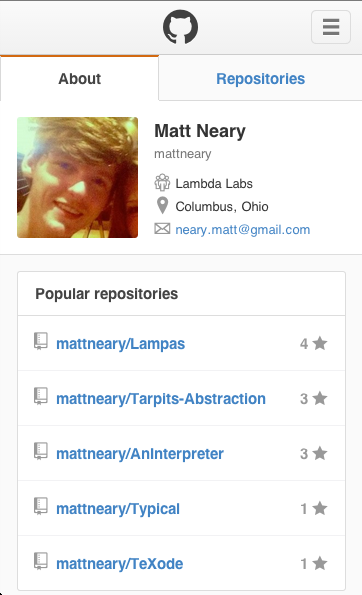 About
Repositories
Matt Neary
mattneary
Lambda Labs
Columbus, Ohio
neary.matt@gmail.com
Popular repositories
mattneary/Lampas 4
mattneary/Tarpits-Abstraction 3
mattneary/AnInterpreter 3
mattneary/Typical 1
mattneary/TeXode 1